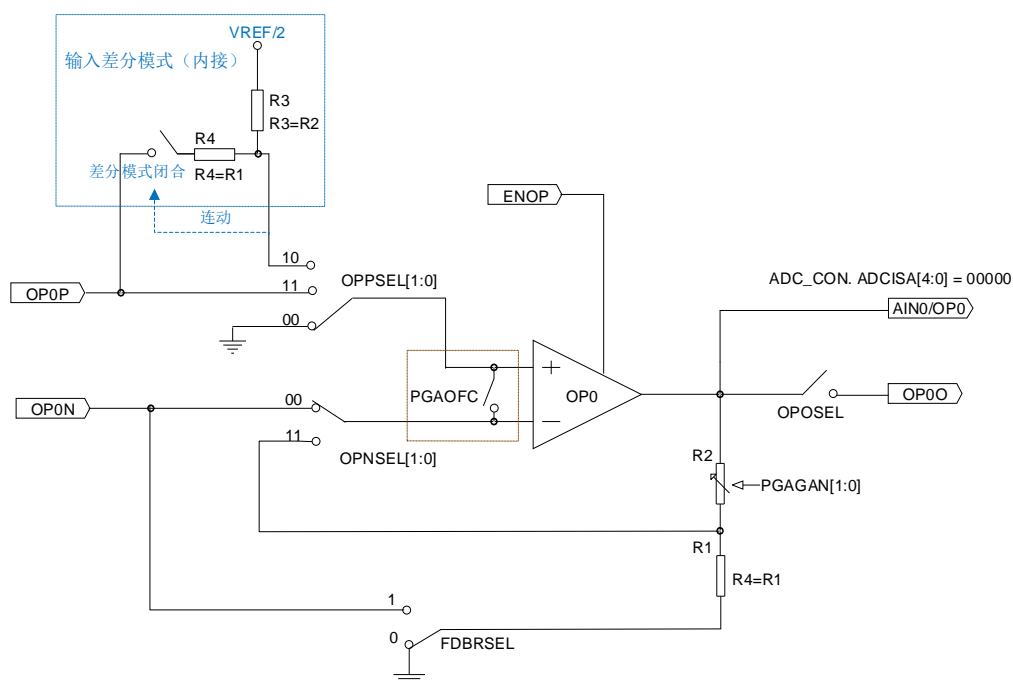 VREF/2
输入差分模式（内接）
R3
R3=R2
R4
R4=R1
差分模式闭合
连动
ENOP
10
11
OPPSEL[1:0]
OP0P
00
ADC_CON. ADCISA[4:0] = 00000
AIN0/OP0
PGAOFC
OP0
OP0N
00
OP0O
OPOSEL
11
OPNSEL[1:0]
R2
PGAGAN[1:0]
R1
R4=R1
1
0
FDBRSEL